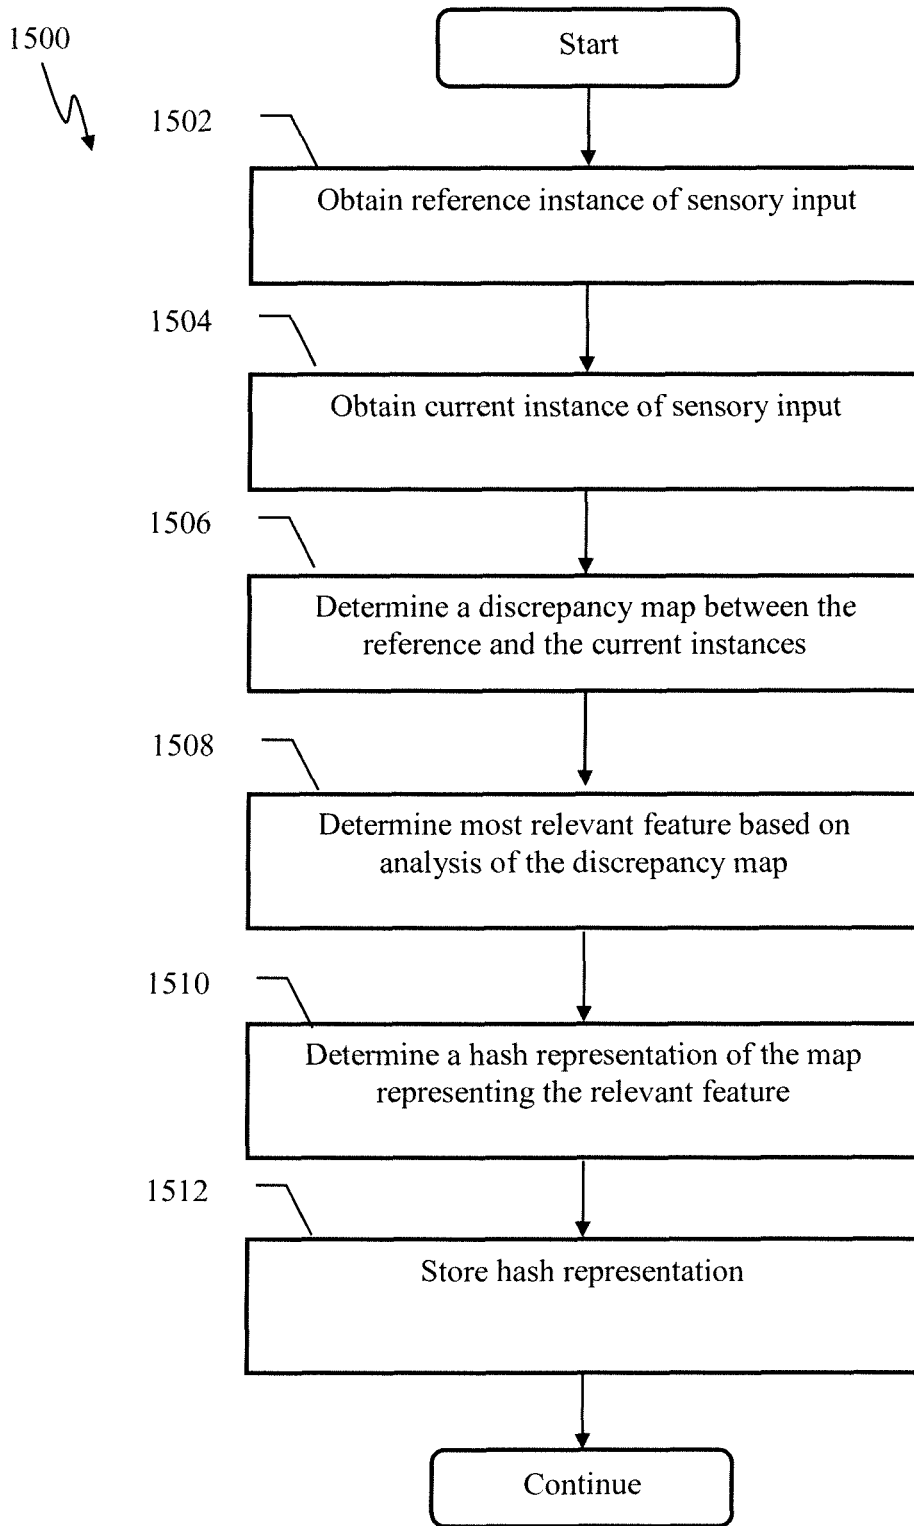 1500
Start
1502
Obtain reference instance of sensory input
1504
Obtain current instance of sensory input
1506
Determine a discrepancy map between the
reference and the current instances
1508
Determine most relevant feature based on
analysis of the discrepancy map
1510
Determine a hash representation of the map
representing the relevant feature
1512
Store hash representation
Continue